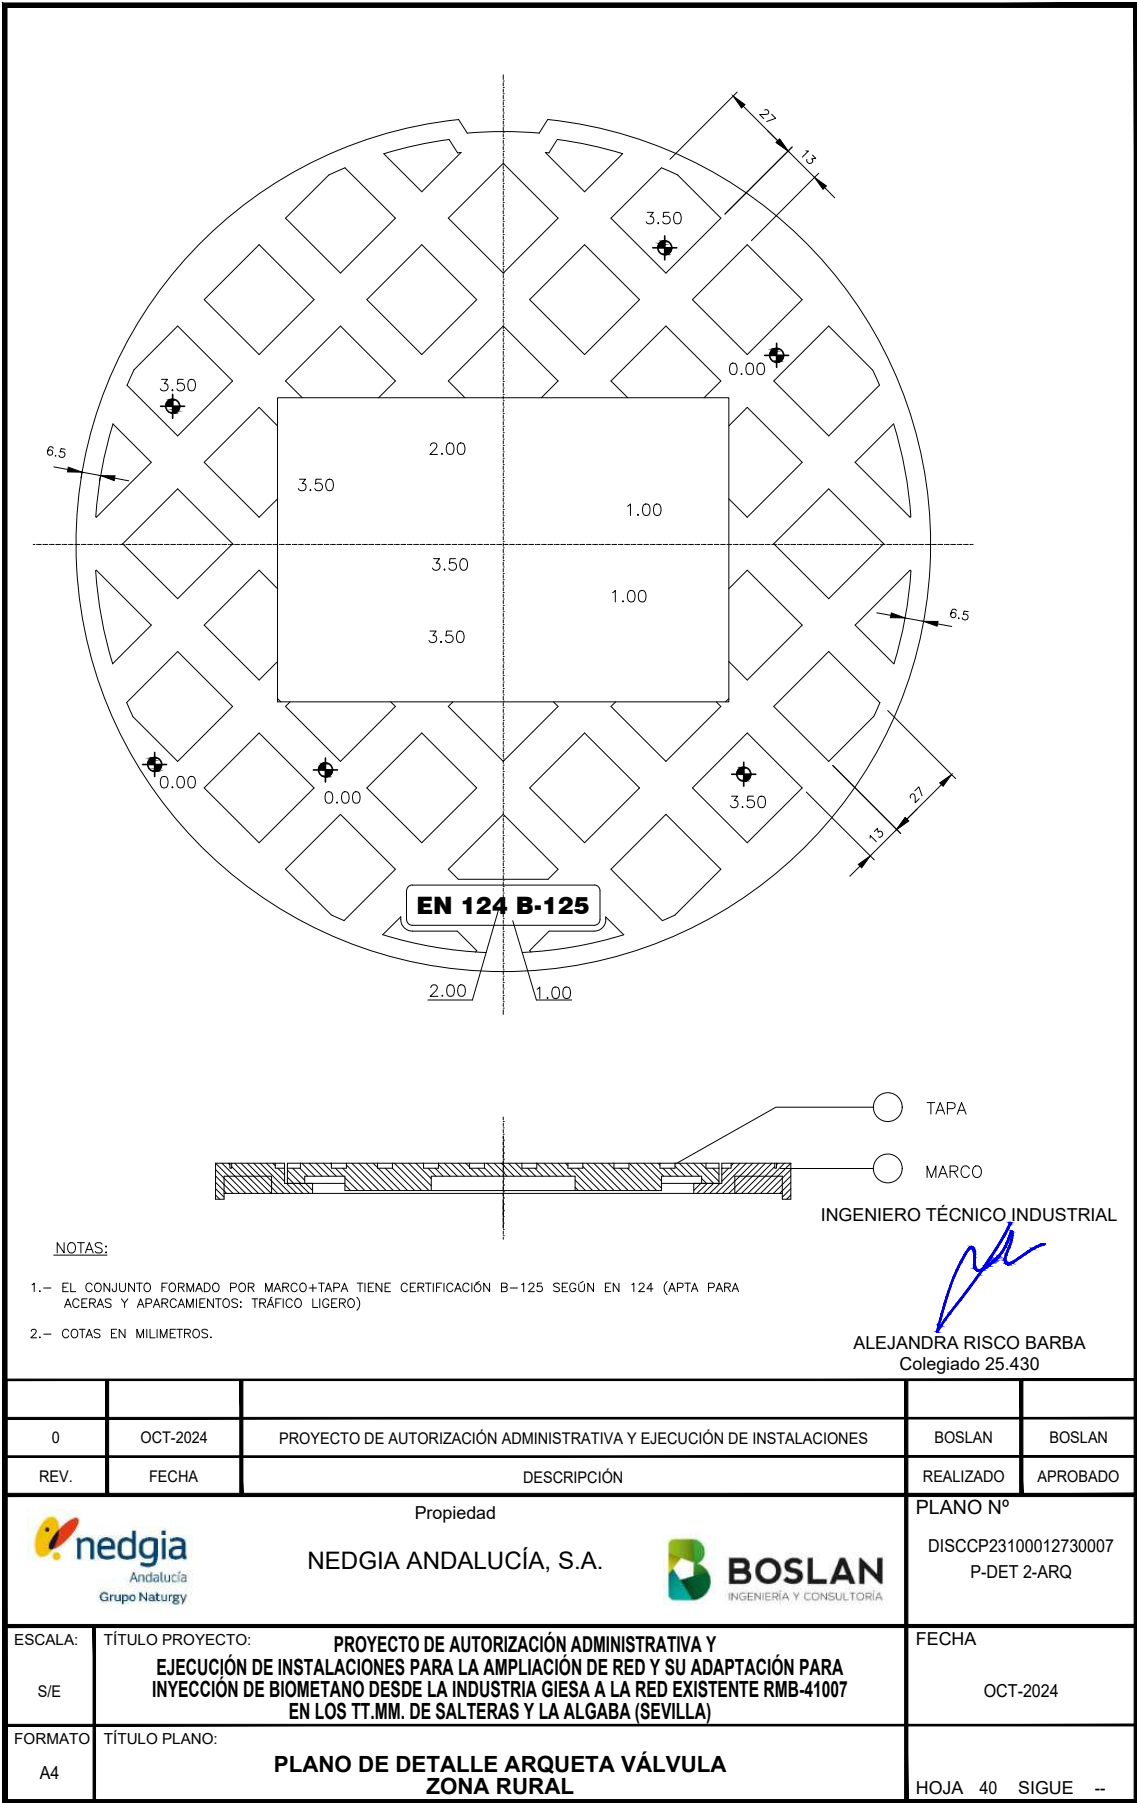 27
13
3.50
3.50
0.00
6.5
2.00
3.50
1.00
3.50
1.00
3.50
6.5
0.00
0.00
3.50
27
13
EN 124 B-125
2.00
1.00
TAPA
MARCO
INGENIERO TÉCNICO INDUSTRIAL
NOTAS:
1.- EL CONJUNTO FORMADO POR MARCO+TAPA TIENE CERTIFICACIÓN B-125 SEGÚN EN 124 (APTA PARA
ACERAS Y APARCAMIENTOS: TRÁFICO LIGERO)
2.- COTAS EN MILIMETROS.
ALEJANDRA RISCO BARBA
Colegiado 25.430
0 OCT-2024 PROYECTO DE AUTORIZACIÓN ADMINISTRATIVA Y EJECUCIÓN DE INSTALACIONES BOSLAN BOSLAN
REV. FECHA DESCRIPCIÓN REALIZADO APROBADO
nedgia
Andalucía
Grupo Naturgy
Propiedad
NEDGIA ANDALUCÍA, S.A.
BOSLAN
INGENIERÍA Y CONSULTORÍA
PLANO Nº
DISCCP23100012730007
P-DET 2-ARQ
ESCALA:
S/E
TÍTULO PROYECTO:
PROYECTO DE AUTORIZACIÓN ADMINISTRATIVA Y
EJECUCIÓN DE INSTALACIONES PARA LA AMPLIACIÓN DE RED Y SU ADAPTACIÓN PARA
INYECCIÓN DE BIOMETANO DESDE LA INDUSTRIA GIESA A LA RED EXISTENTE RMB-41007
EN LOS TT.MM. DE SALTERAS Y LA ALGABA (SEVILLA)
FECHA
OCT-2024
FORMATO
A4
TÍTULO PLANO:
PLANO DE DETALLE ARQUETA VÁLVULA
ZONA RURAL
HOJA 40 SIGUE --